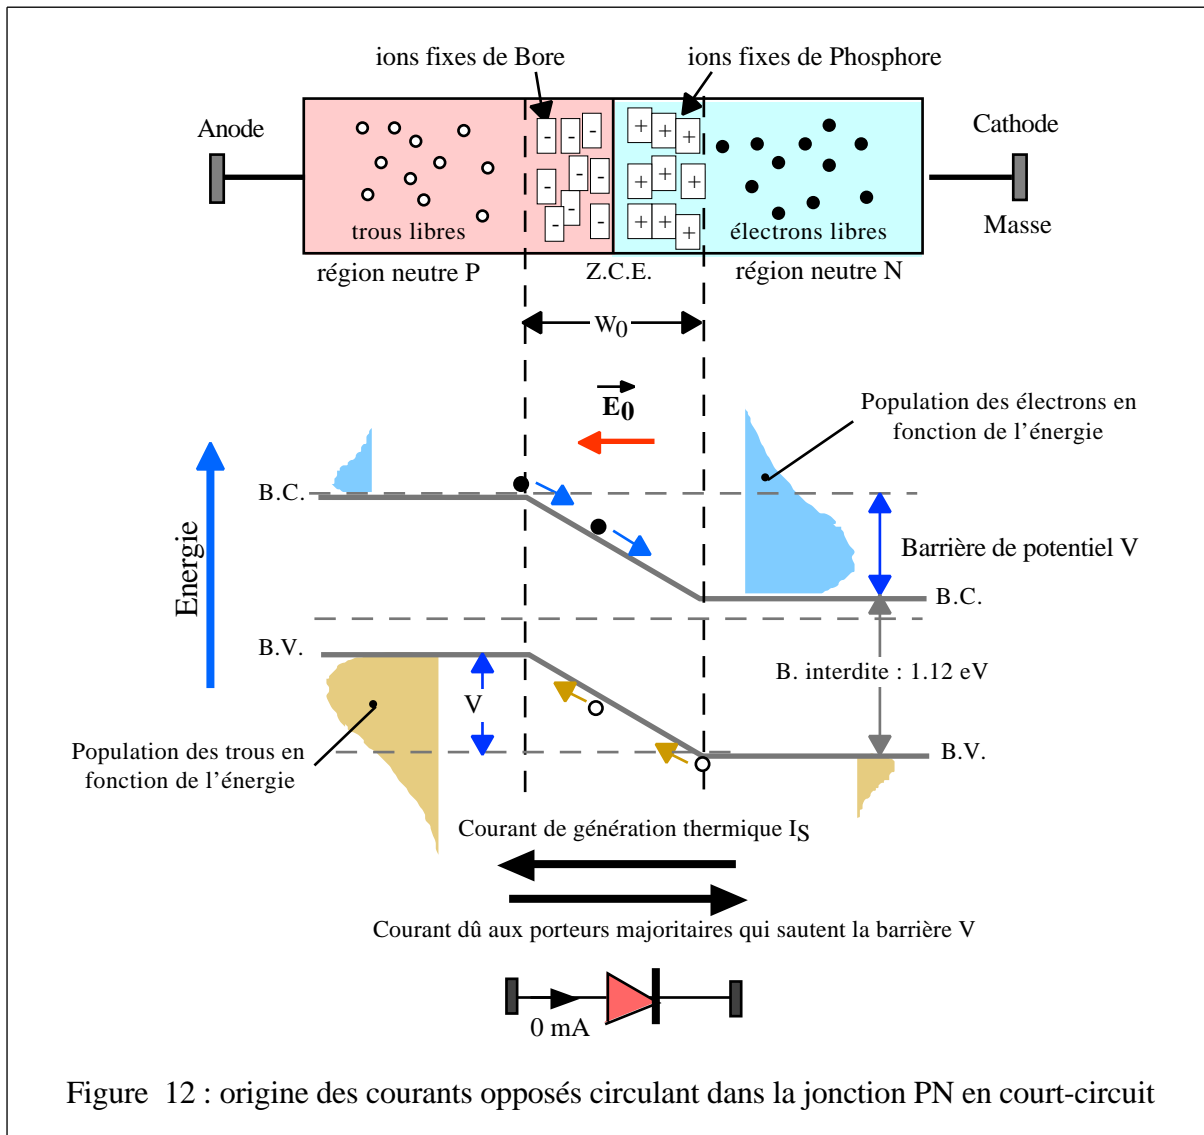 ions fixes de Bore
ions fixes de Phosphore
Anode
Cathode
- - -
+ + +
- - -
+ + +
- - -
+ + +
trous libres
électrons libres
Masse
région neutre P
Z.C.E.
région neutre N
W0
E0
Population des électrons en
fonction de l'énergie
Energie
B.C.
Barrière de potentiel V
B.C.
B.V.
B. interdite : 1.12 eV
V
Population des trous en
fonction de l'énergie
B.V.
Courant de génération thermique IS
Courant dû aux porteurs majoritaires qui sautent la barrière V
0 mA
Figure 12 : origine des courants opposés circulant dans la jonction PN en court-circuit